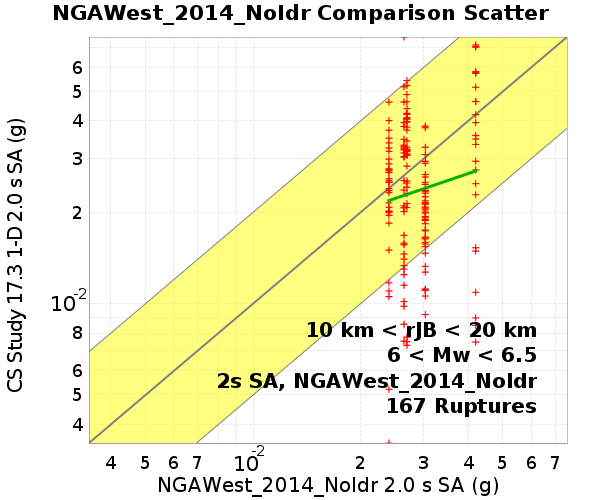 NGAWest_2014_NoIdr Comparison Scatter
CS Study 17.3 1-D 2.0 s SA (g)
6
5
4
3
2
10-2
8
6
5
4
10 km < rJB < 20 km
6 < Mw < 6.5
2s SA, NGAWest_2014_NoIdr
167 Ruptures
4 5 6 7 10-2 2 3 4 5 6 7
NGAWest_2014_NoIdr 2.0 s SA (g)